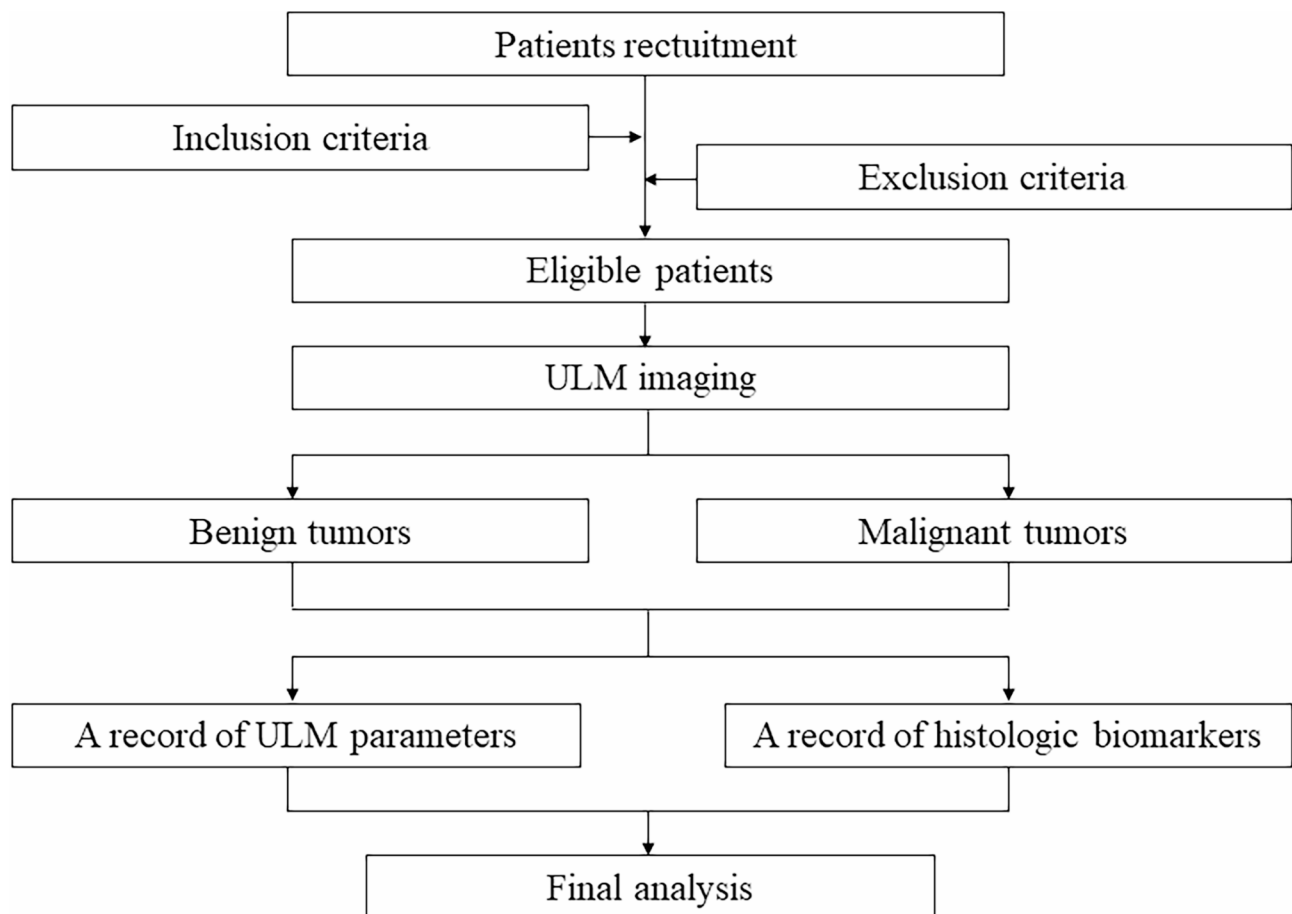 Patients rectuitment
Inclusion criteria
Exclusion criteria
Eligible patients
ULM imaging
Benign tumors
Malignant tumors
A record of ULM parameters
A record of histologic biomarkers
Final analysis